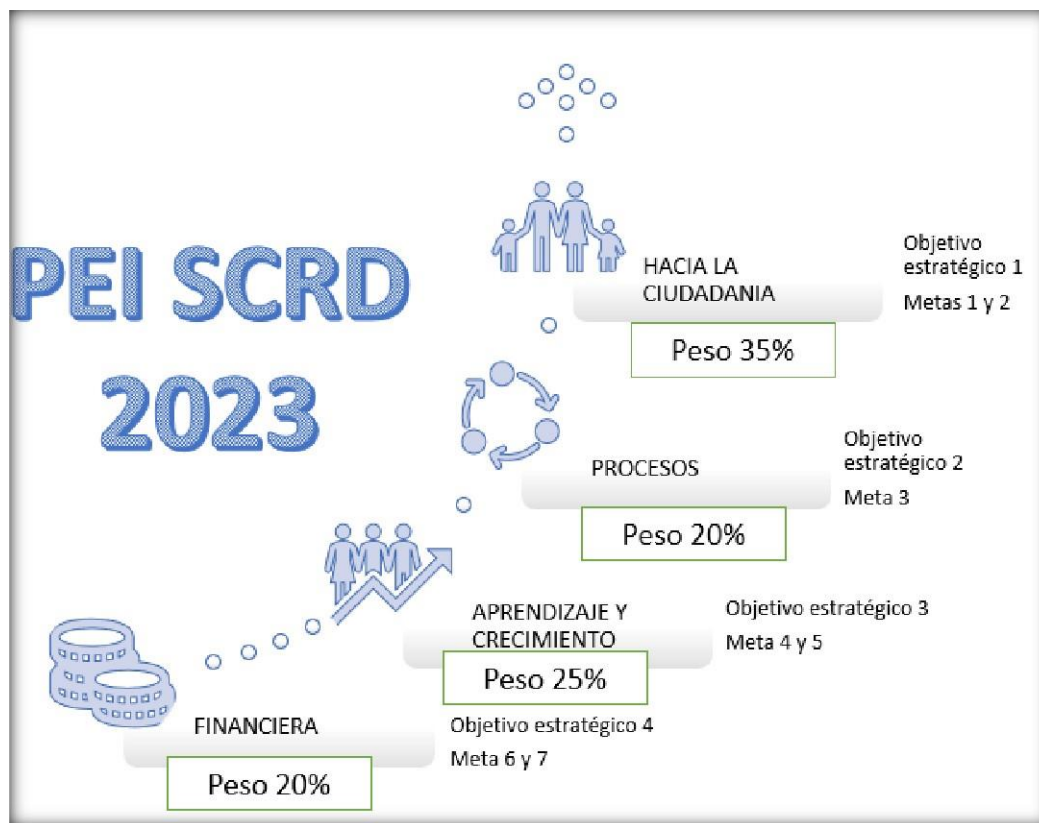 PEI SCRD
2023
HACIA LA
CIUDADANIA
Peso 35%
Objetivo
estratégico 1
Metas 1 y 2
PROCESOS
Peso 20%
Objetivo
estratégico 2
Meta 3
APRENDIZAJE Y
CRECIMIENTO
Peso 25%
Objetivo estratégico 3
Meta 4 y 5
FINANCIERA
Peso 20%
Objetivo estratégico 4
Meta 6 y 7